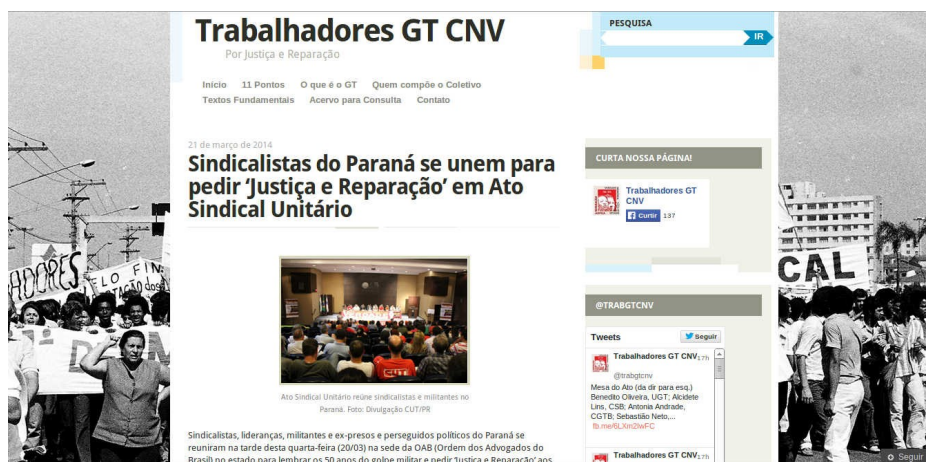 Trabalhadores GT CNV
Por Justiça e Reparação
PESQUISA
IR
Início 11 Pontos O que é o GT Quem compõe o Coletivo
Textos Fundamentais Acervo para Consulta Contato
21 de março de 2014
Sindicalistas do Paraná se unem para
pedir ‘Justiça e Reparação’ em Ato
Sindical Unitário
CUT
Ato Sindical Unitário reúne sindicalistas e militantes no
Paraná. Foto: Divulgação CUT/PR
Sindicalistas, lideranças, militantes e ex-presos e perseguidos políticos do Paraná se
reuniram na tarde desta quarta-feira (20/03) na sede da OAB (Ordem dos Advogados do
Brasil) no estado para lembrar os 50 anos do golpe militar e pedir ‘Justiça e Reparação’ aos
CURTA NOSSA PÁGINA!
Trabalhadores GT
CNV
Curtir 137
@TRABGTCNV
Tweets Seguir
Trabalhadores GT CNV 17h
@trabgtcnv
Mesa do Ato (da dir para esq.)
Benedito Oliveira, UGT; Alcidete
Lins, CSB; Antonia Andrade,
CGTB; Sebastião Neto,...
fb.me/6LXm2IwFC
Trabalhadores GT CNV 17h
ADORES
ELO FIM
CAL
Seguir